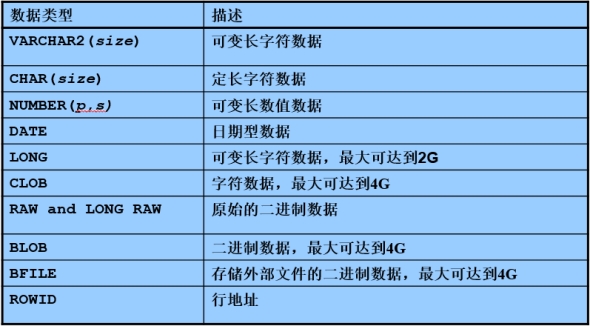 数据类型 描述
VARCHAR2(size) 可变长字符数据
CHAR(size) 定长字符数据
NUMBER(p,s) 可变长数值数据
DATE 日期型数据
LONG 可变长字符数据，最大可达到2G
CLOB 字符数据，最大可达到4G
RAW and LONG RAW 原始的二进制数据
BLOB 二进制数据，最大可达到4G
BFILE 存储外部文件的二进制数据，最大可达到4G
ROWID 行地址